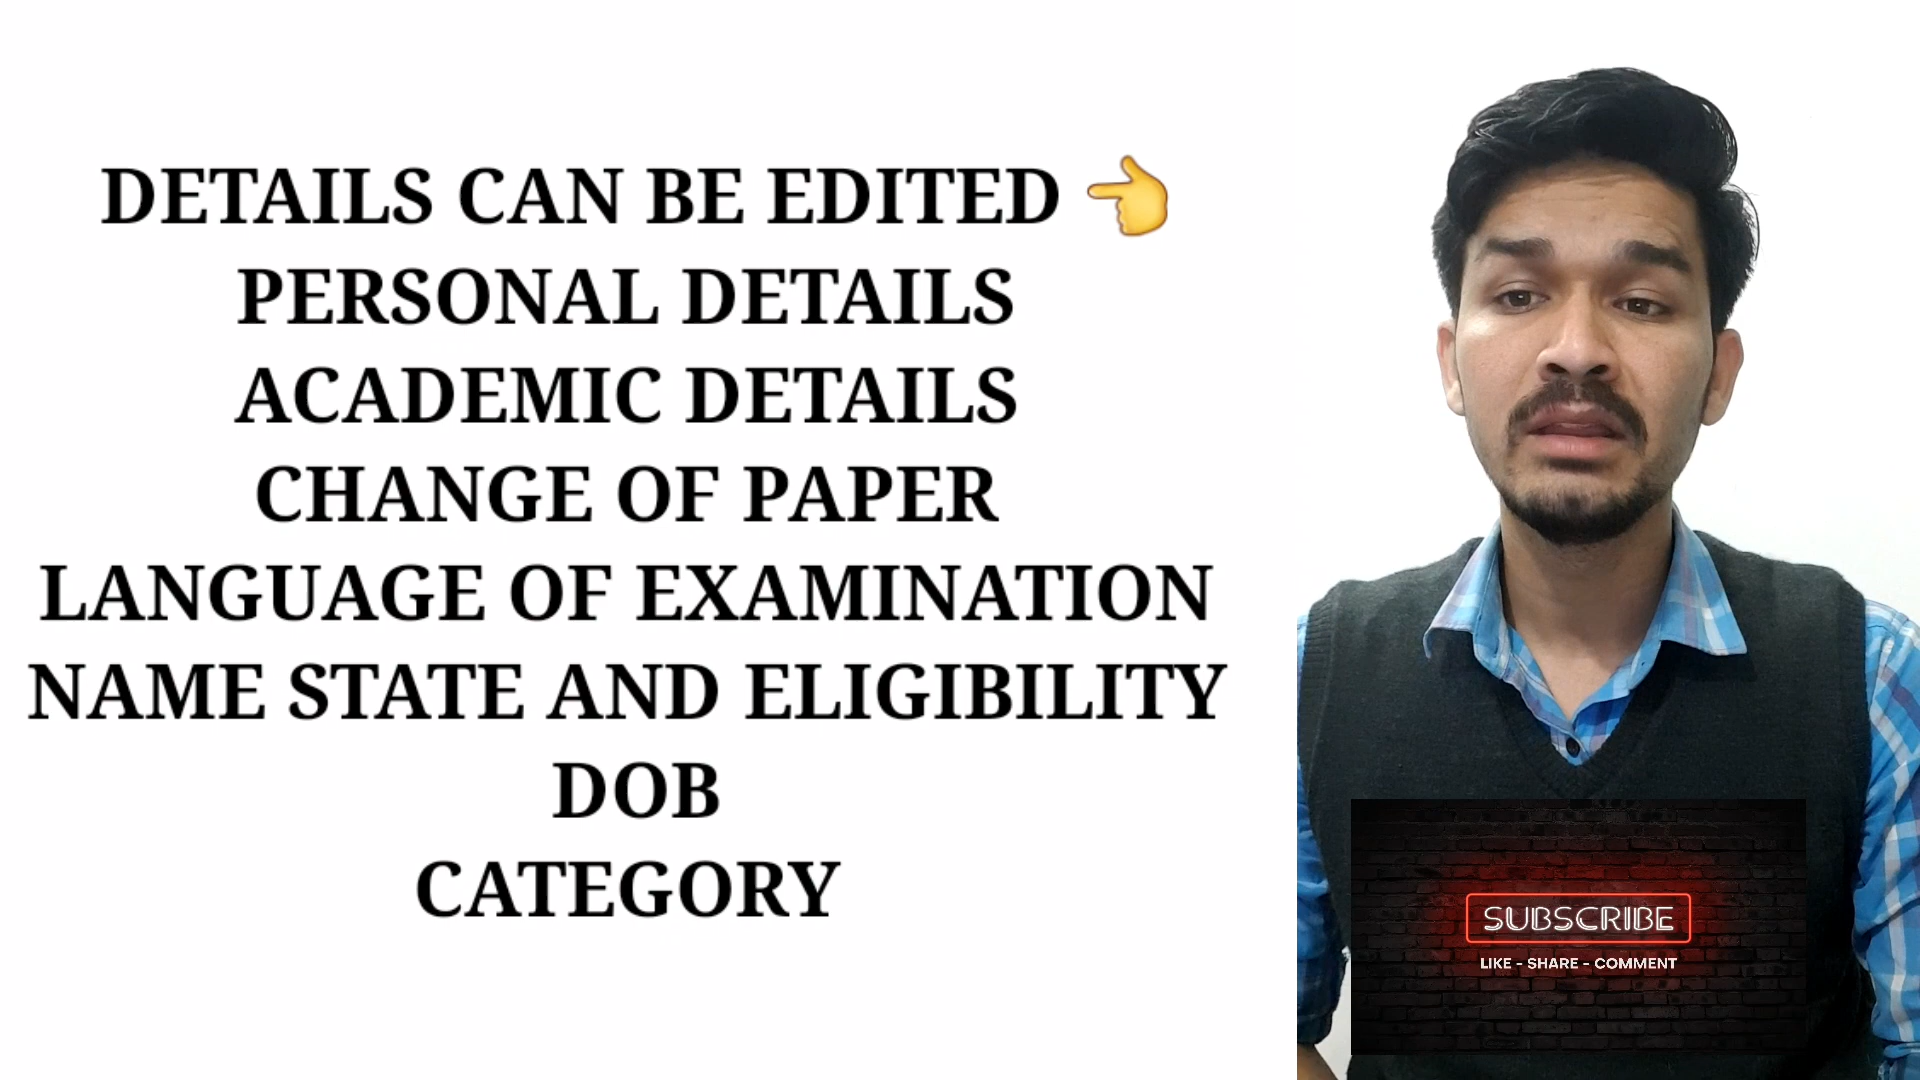 DETAILS CAN BE EDITED 👈
PERSONAL DETAILS
ACADEMIC DETAILS
CHANGE OF PAPER
LANGUAGE OF EXAMINATION
NAME STATE AND ELIGIBILITY
DOB
CATEGORY
SUBSCRIBE
LIKE - SHARE - COMMENT